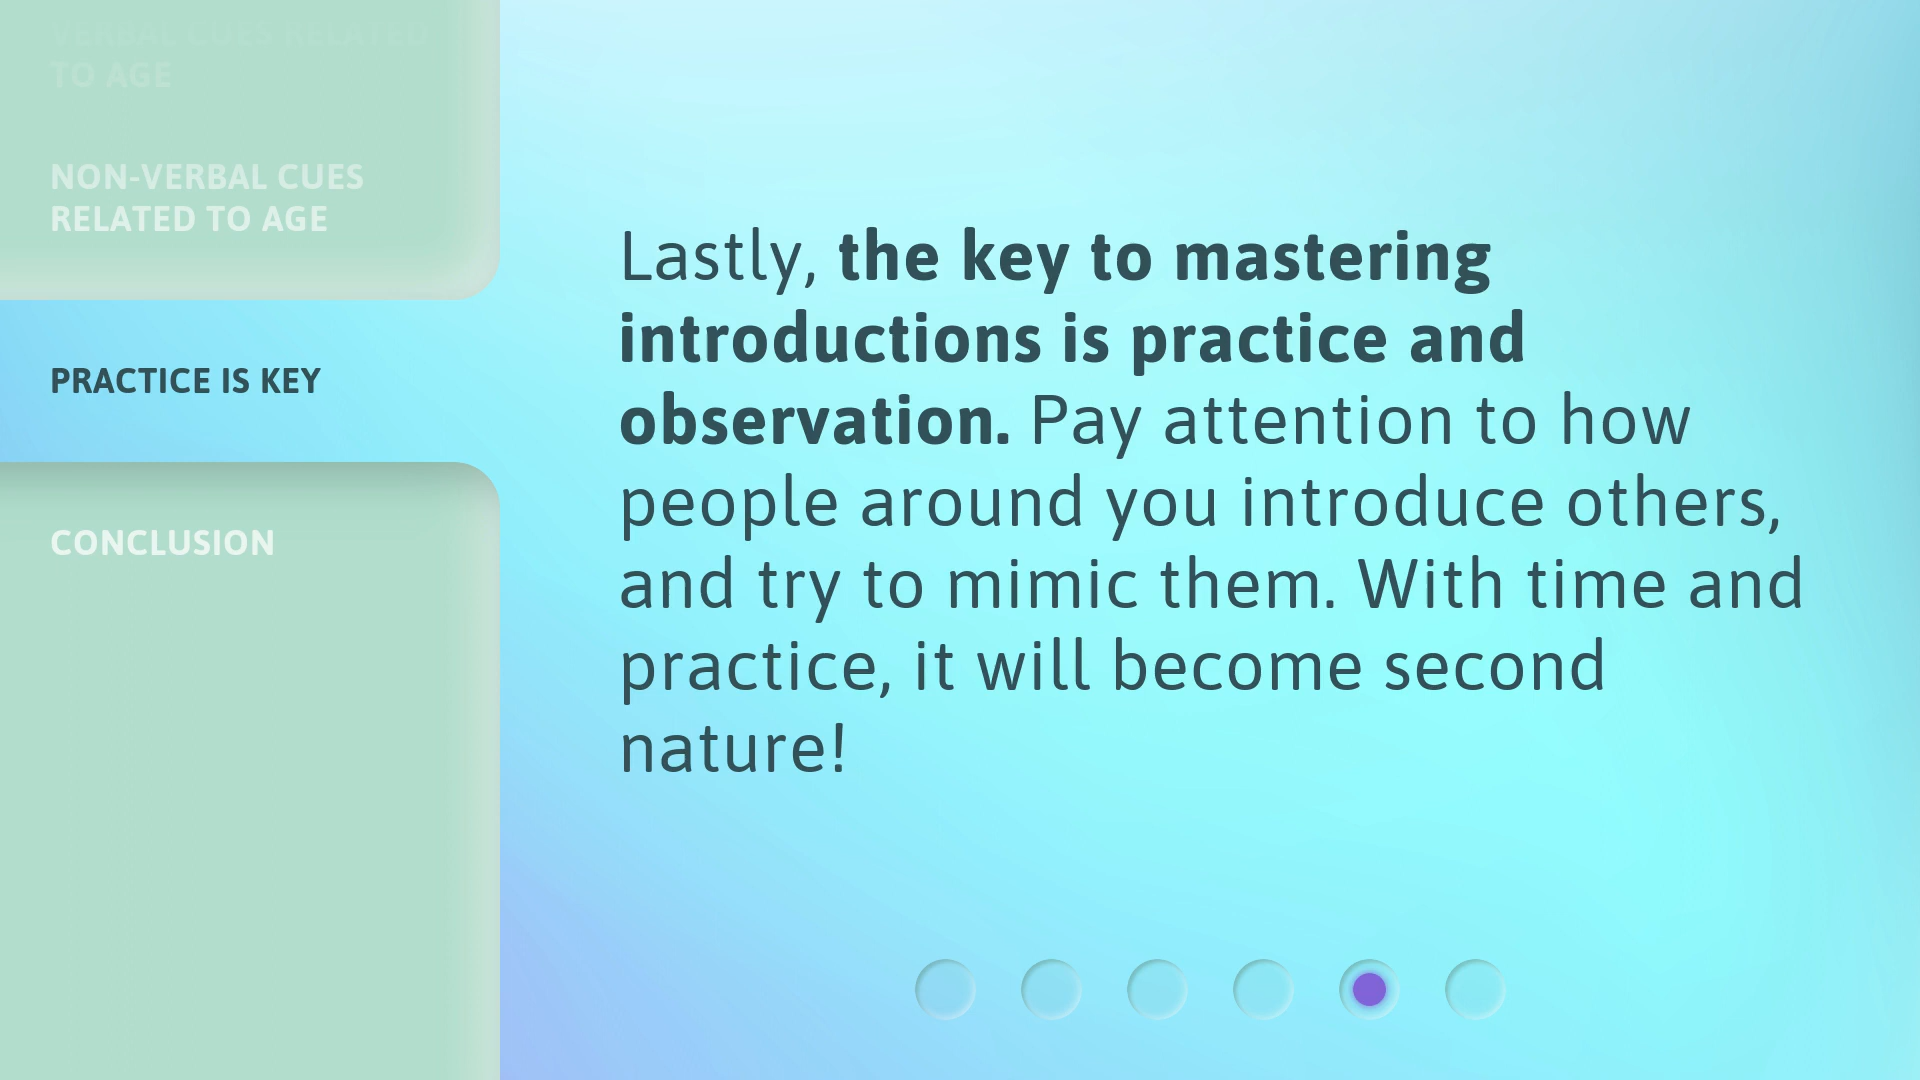 VERBAL CUES RELATED
TO AGE
NON-VERBAL CUES
RELATED TO AGE
PRACTICE IS KEY
CONCLUSION
Lastly, the key to mastering
introductions is practice and
observation. Pay attention to how
people around you introduce others,
and try to mimic them. With time and
practice, it will become second
nature!